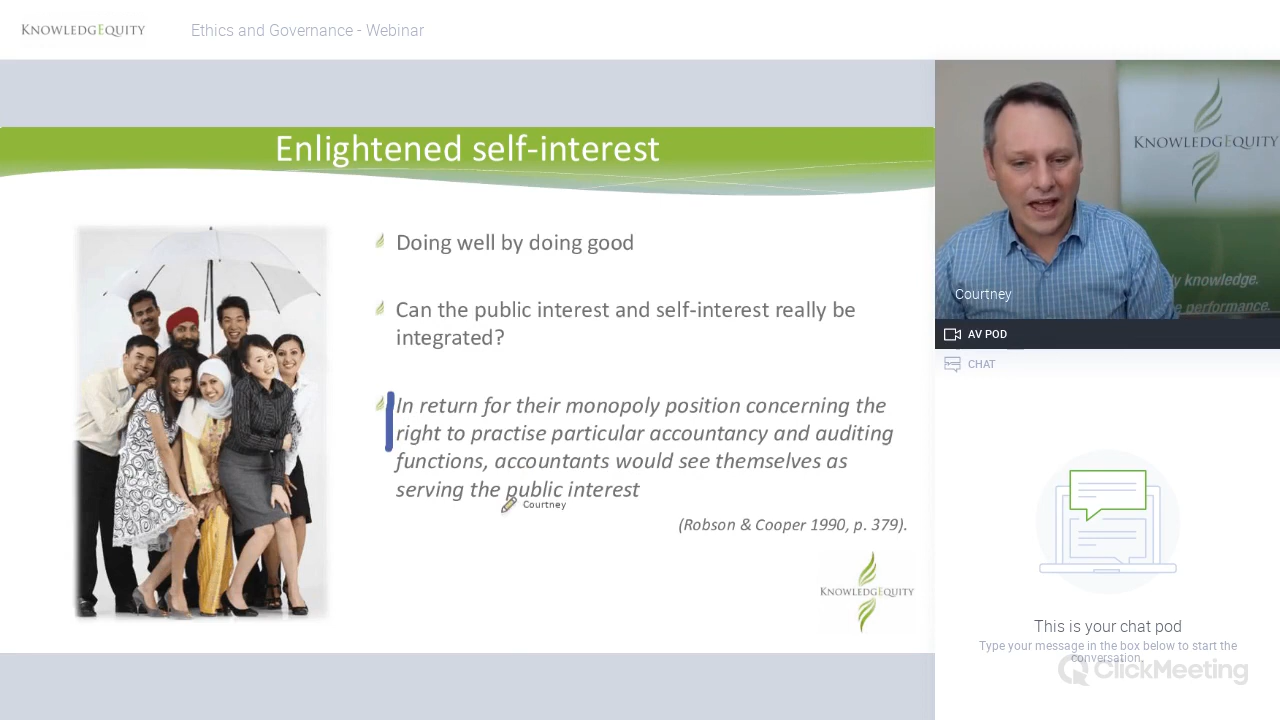 KNOWLEDGEQUITY
Ethics and Governance - Webinar
Enlightened self-interest
Doing well by doing good
Can the public interest and self-interest really be
integrated?
In return for their monopoly position concerning the
right to practise particular accountancy and auditing
functions, accountants would see themselves as
serving the public interest
Courtney
(Robson & Cooper 1990, p. 379).
KNOWLEDGEQUITY
KNOWLEDGEQUITY
knowledge.
performance.
Courtney
AV POD
CHAT
This is your chat pod
Type your message in the box below to start the
conversation.
ClickMeeting